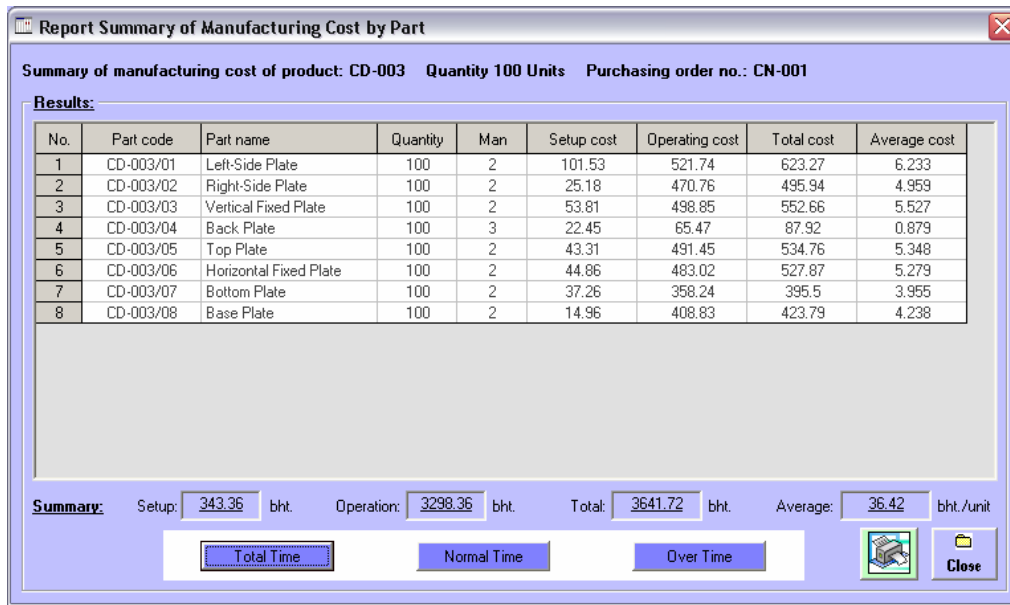 Report Summary of Manufacturing Cost by Part
Summary of manufacturing cost of product: CD-003 Quantity 100 Units Purchasing order no.: CN-001
Results:
No. Part code Part name Quantity Man Setup cost Operating cost Total cost Average cost
1 CD-003/01 Left-Side Plate 100 2 101.53 521.74 623.27 6.233
2 CD-003/02 Right-Side Plate 100 2 25.18 470.76 495.94 4.959
3 CD-003/03 Vertical Fixed Plate 100 2 53.81 498.85 552.66 5.527
4 CD-003/04 Back Plate 100 3 22.45 65.47 87.92 0.879
5 CD-003/05 Top Plate 100 2 43.31 491.45 534.76 5.348
6 CD-003/06 Horizontal Fixed Plate 100 2 44.86 483.02 527.87 5.279
7 CD-003/07 Bottom Plate 100 2 37.26 358.24 395.5 3.955
8 CD-003/08 Base Plate 100 2 14.96 408.83 423.79 4.238
Summary: Setup: 343.36 bht. Operation: 3298.36 bht. Total: 3641.72 bht. Average: 36.42 bht./unit
Total Time Normal Time Over Time Close